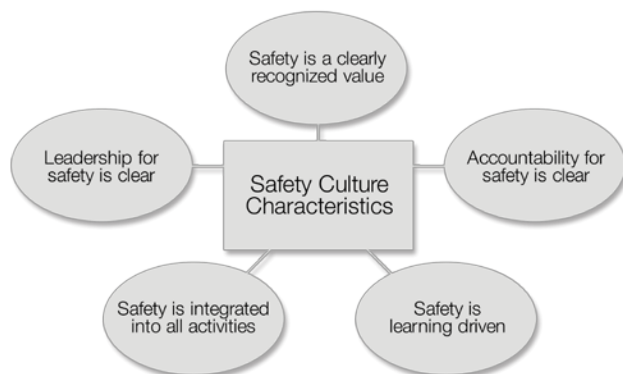 Safety is a clearly
recognized value
Leadership for
safety is clear
Accountability for
safety is clear
Safety Culture
Characteristics
Safety is integrated
into all activities
Safety is
learning driven